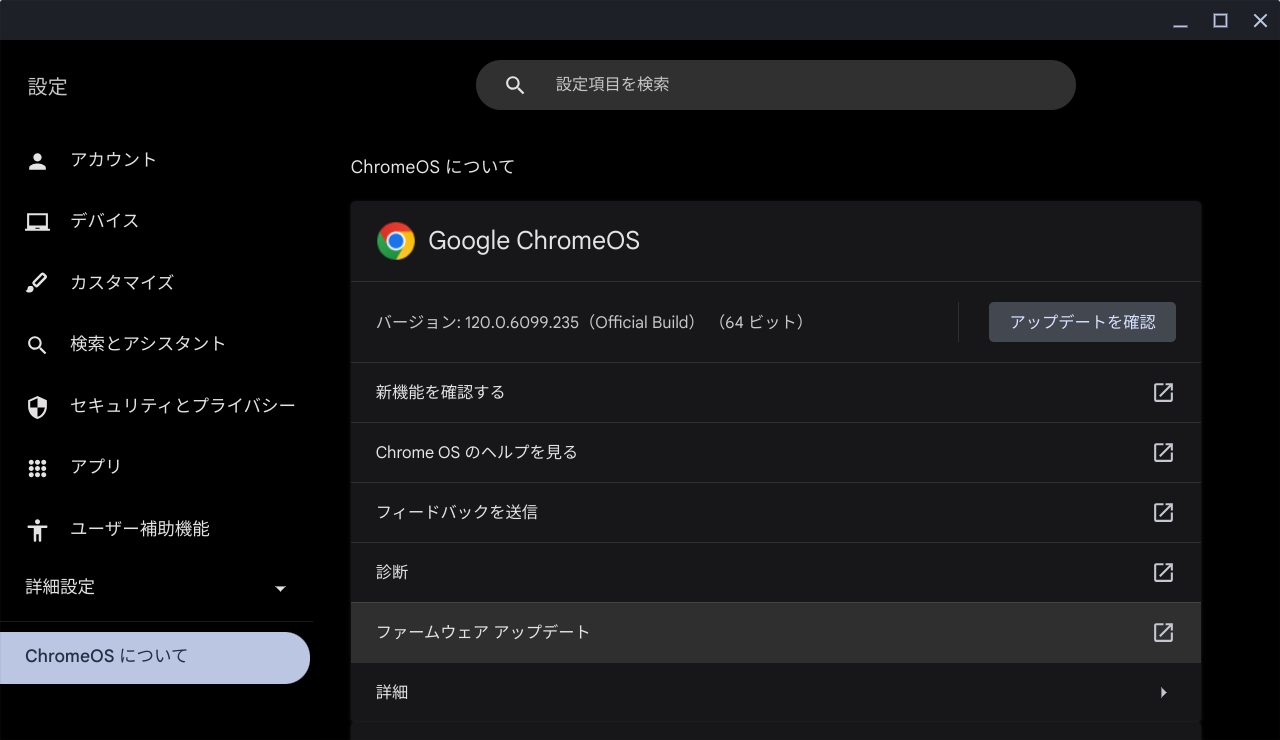 設定
設定項目を検索
アカウント
デバイス
カスタマイズ
検索とアシスタント
セキュリティとプライバシー
アプリ
ユーザー補助機能
詳細設定
ChromeOS について
ChromeOS について
Google ChromeOS
バージョン: 120.0.6099.235（Official Build） （64 ビット）
アップデートを確認
新機能を確認する
Chrome OS のヘルプを見る
フィードバックを送信
診断
ファームウェア アップデート
詳細